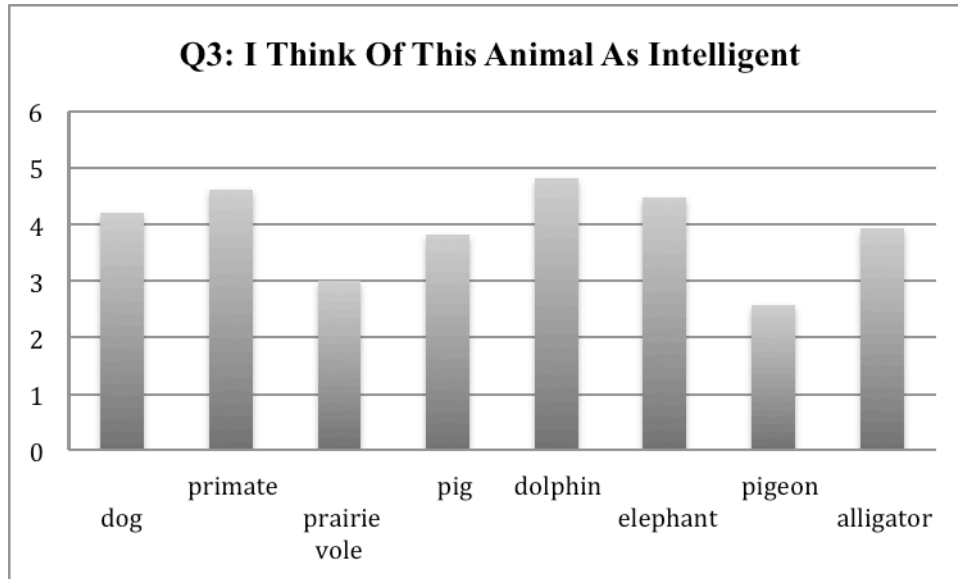 Q3: I Think Of This Animal As Intelligent
6
5
4
3
2
1
0
dog
primate
prairie
vole
pig
dolphin
elephant
pigeon
alligator